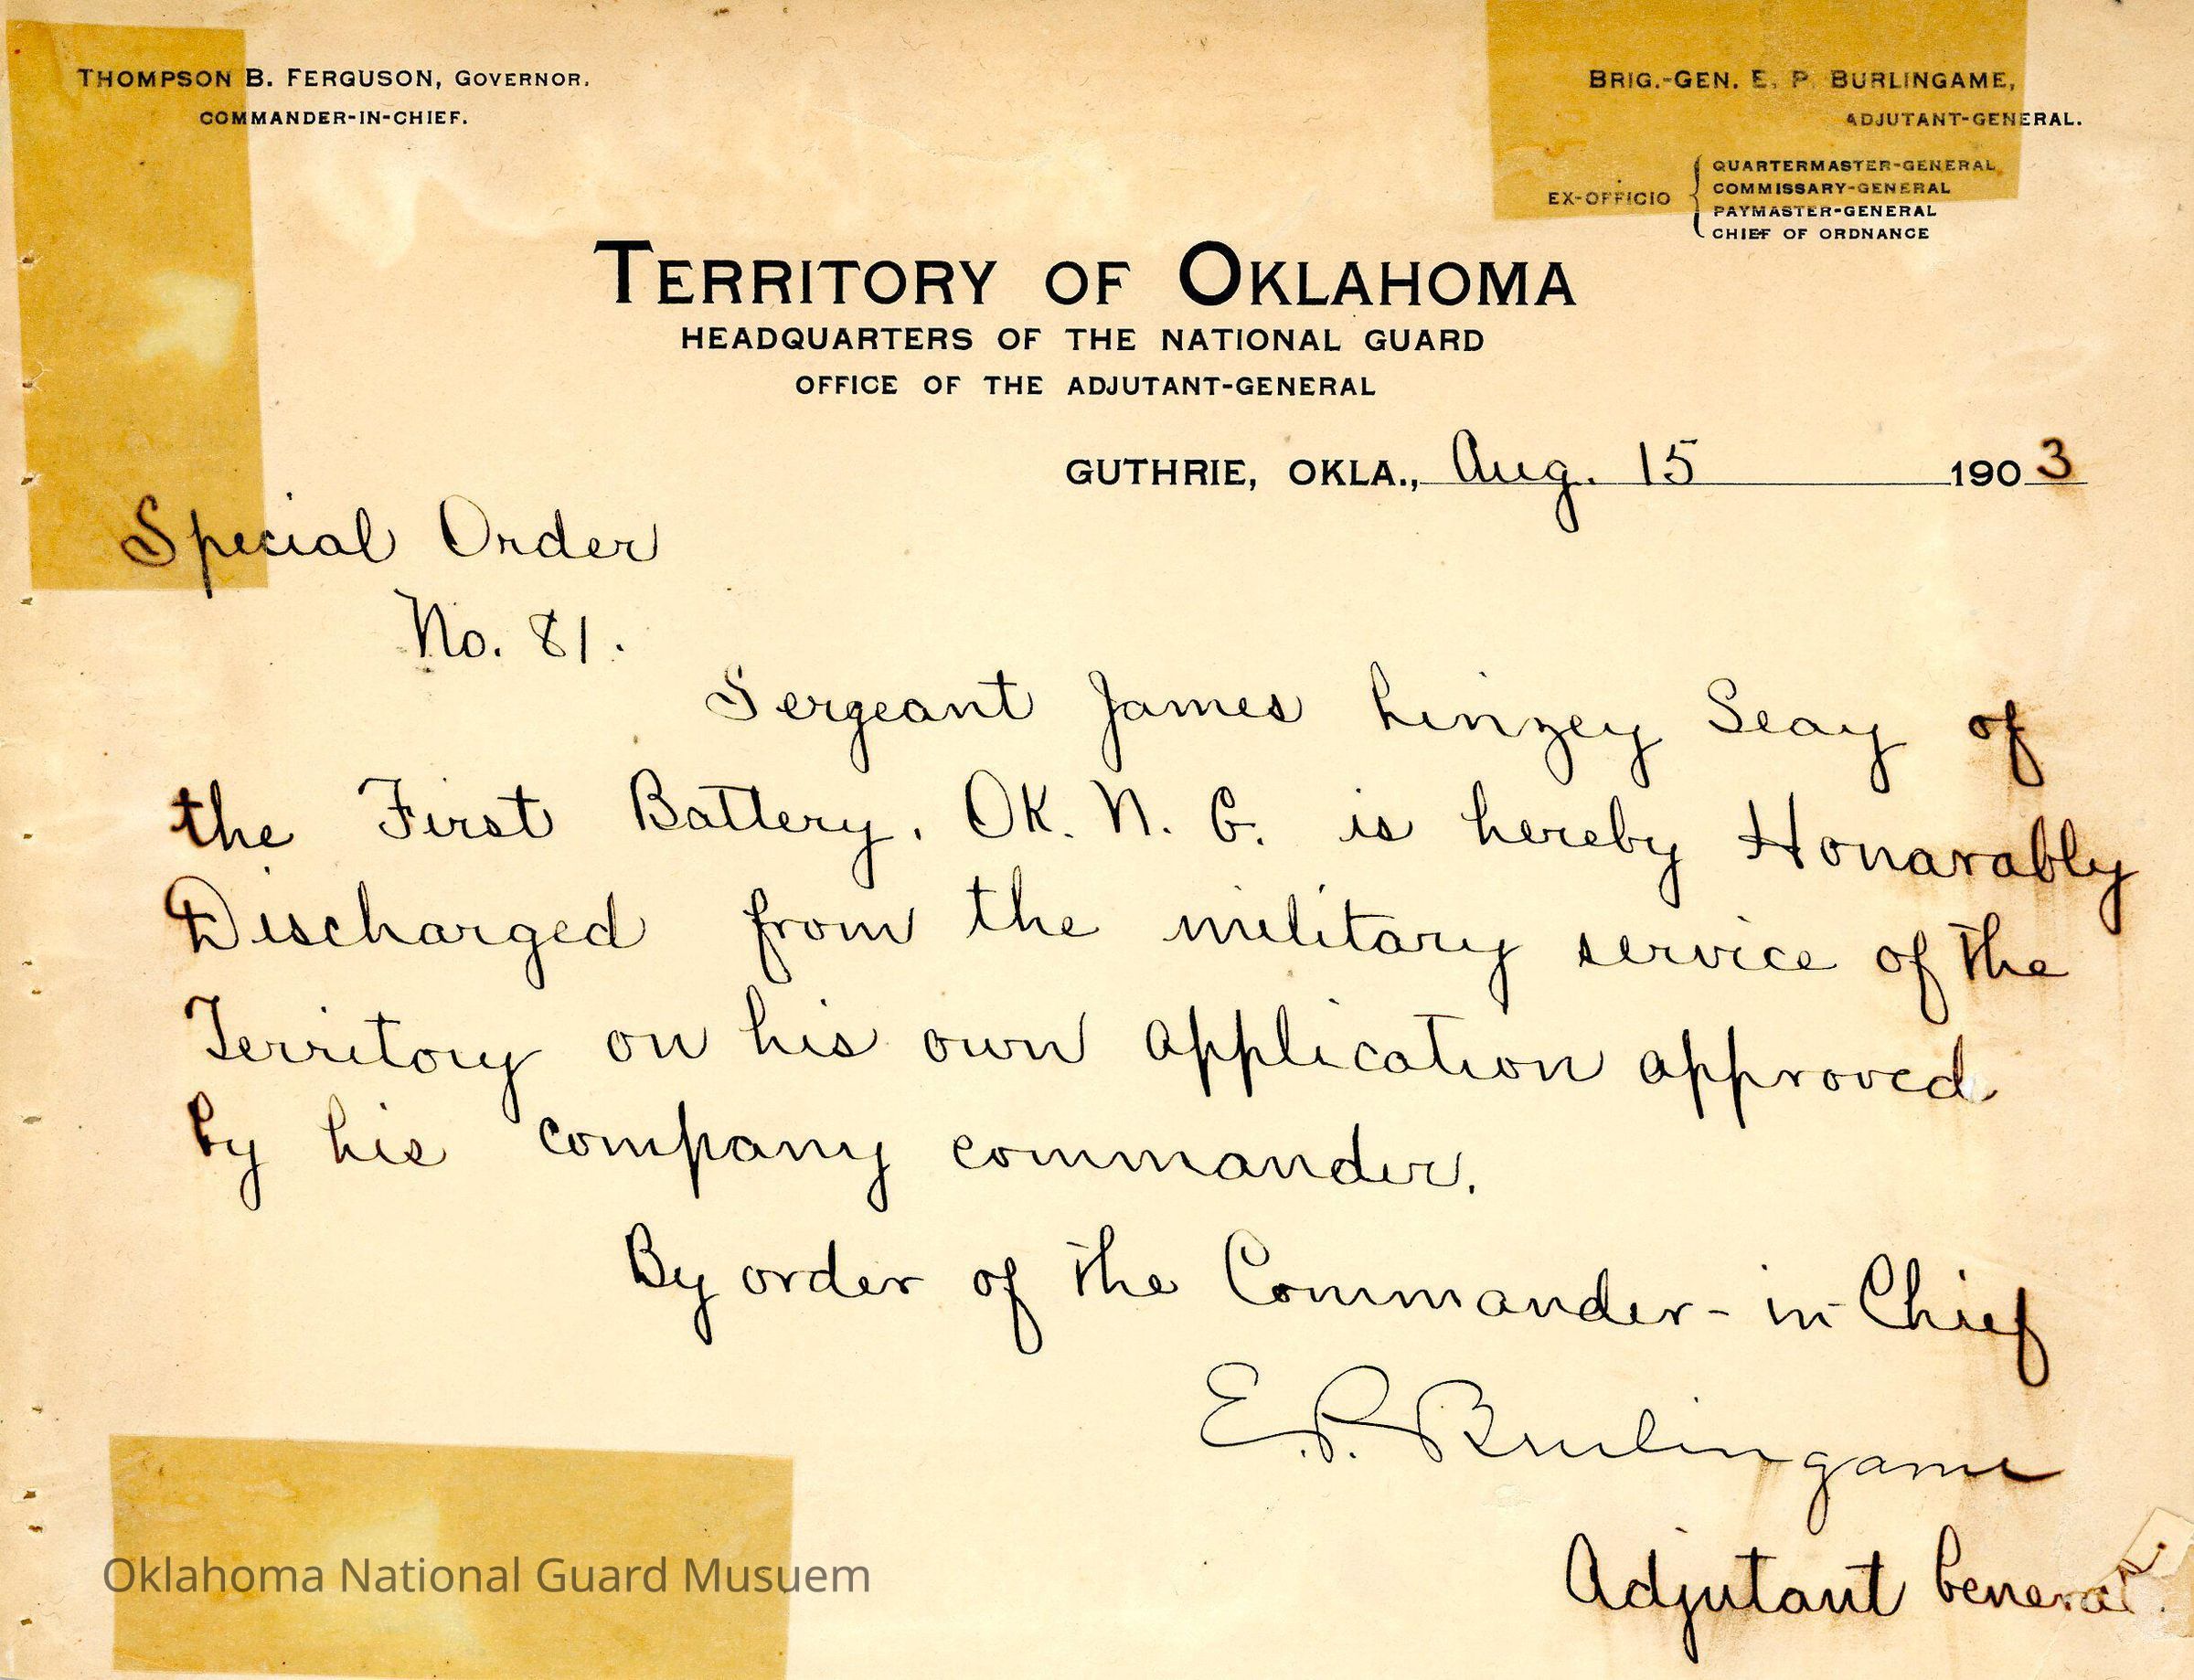 THOMPSON B. FERGUSON, GOVERNOR.
COMMANDER-IN-CHIEF.
BRIG.-GEN. E. P. BURLINGAME,
ADJUTANT-GENERAL.
EX-OFFICIO
QUARTERMASTER-GENERAL
COMMISSARY-GENERAL
PAYMASTER-GENERAL
CHIEF OF ORDNANCE
TERRITORY OF OKLAHOMA
HEADQUARTERS OF THE NATIONAL GUARD
OFFICE OF THE ADJUTANT-GENERAL
GUTHRIE, OKLA., Aug. 15 1903
Special Order
No. 81.
Sergeant James Linzey Seay of
the First Battery, OK. N. G. is hereby Honarably
Discharged from the military service of the
Territory on his own application approved
by his company commander.
By order of the Commander-in-Chief
E. P. Burlingame
Adjutant General.
Oklahoma National Guard Musuem